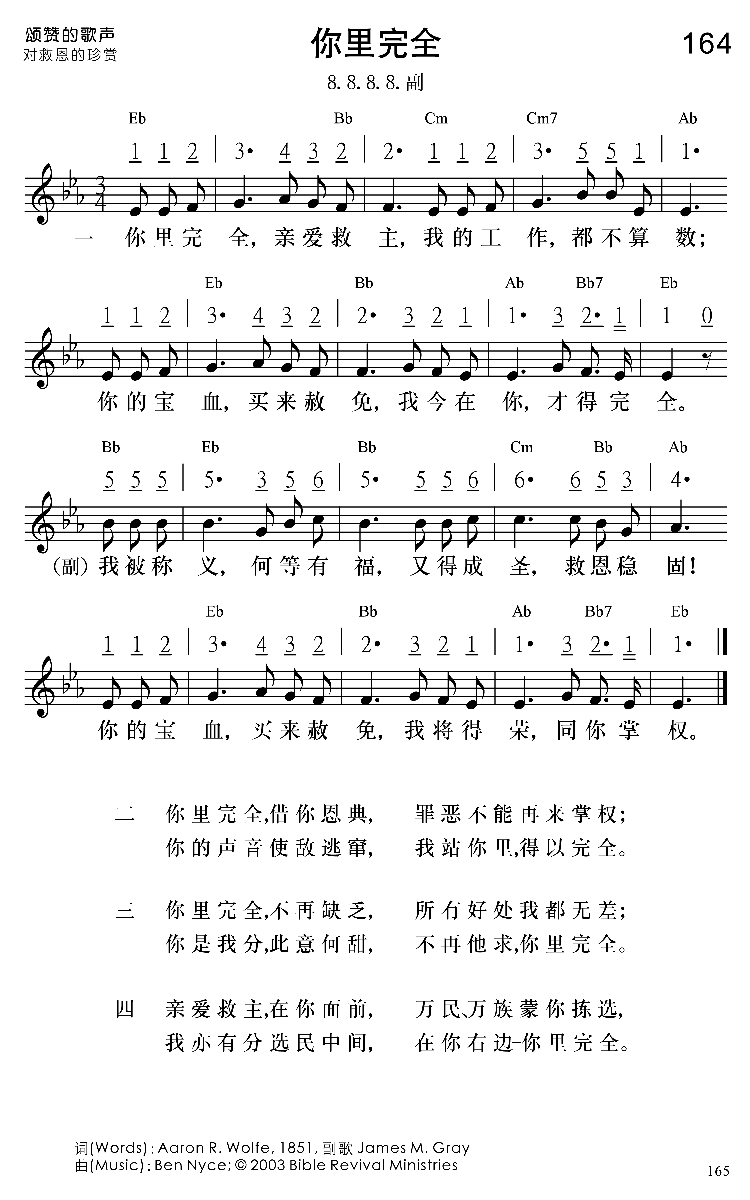 颂赞的歌声
对救恩的珍赏
你里完全
164
8. 8. 8. 8. 副
Eb Bb Cm Cm7 Ab
1 1 2 | 3· 4 3 2 | 2· 1 1 2 | 3· 5 5 1 | 1·
3/4
一 你里完 全，亲爱救 主，我的工 作，都不算 数；
Eb Bb Ab Bb7 Eb
1 1 2 | 3· 4 3 2 | 2· 3 2 1 | 1· 3 2· 1 | 1 0
你的宝 血，买来赦 免，我今在 你，才得完 全。
Bb Eb Bb Cm Bb Ab
5 5 5 | 5· 3 5 6 | 5· 5 5 6 | 6· 6 5 3 | 4·
(副)我被称 义，何等有 福，又得成 圣，救恩稳 固！
Eb Bb Ab Bb7 Eb
1 1 2 | 3· 4 3 2 | 2· 3 2 1 | 1· 3 2· 1 | 1·
你的宝 血，买来赦 免，我将得 荣，同你掌 权。
二 你里完全,借你恩典， 罪恶不能再来掌权；
你的声音使敌逃窜， 我站你里,得以完全。
三 你里完全,不再缺乏， 所有好处我都无差；
你是我分,此意何甜， 不再他求,你里完全。
四 亲爱救主,在你面前， 万民、万族蒙你拣选，
我亦有分选民中间， 在你右边-你里完全。
词(Words)：Aaron R. Wolfe, 1851, 副歌 James M. Gray
曲(Music)：Ben Nyce; © 2003 Bible Revival Ministries
165